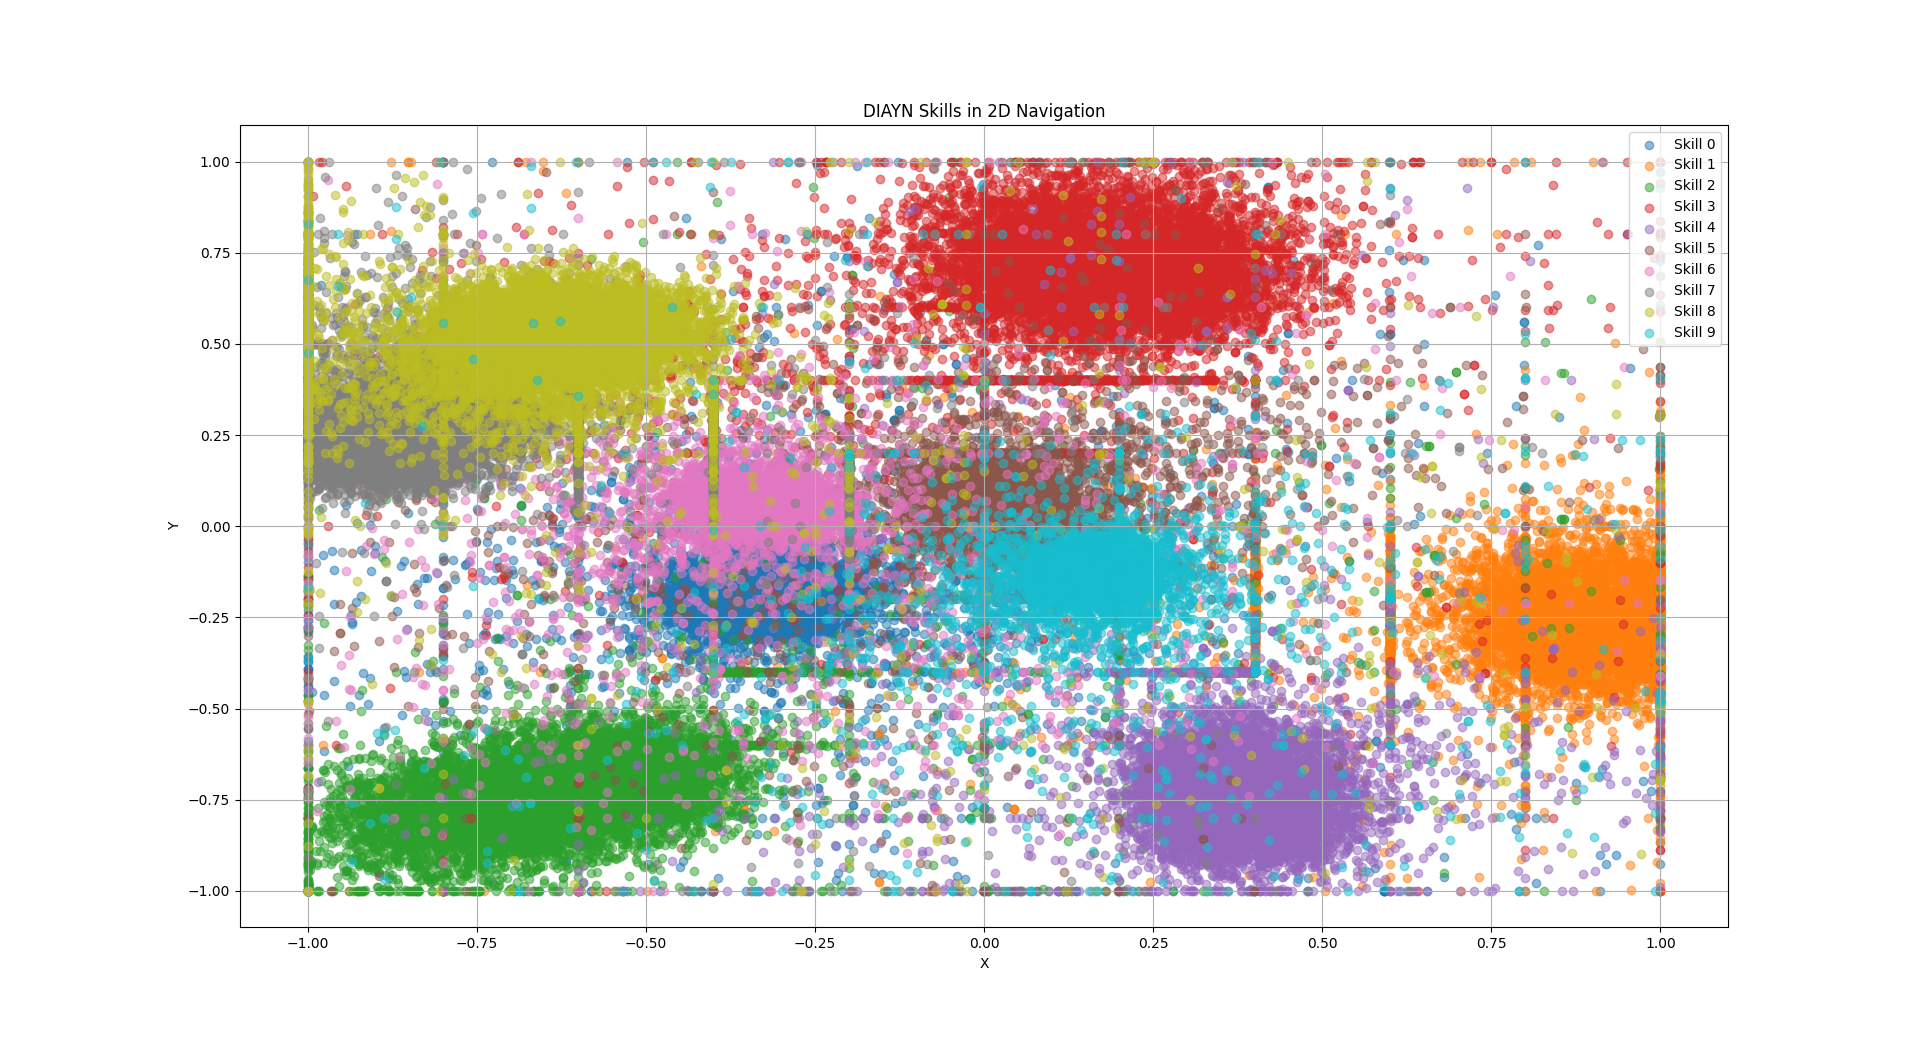 DIAYN Skills in 2D Navigation
Skill 0
Skill 1
Skill 2
Skill 3
Skill 4
Skill 5
Skill 6
Skill 7
Skill 8
Skill 9
1.00
0.75
0.50
0.25
0.00
−0.25
−0.50
−0.75
−1.00
Y
−1.00 −0.75 −0.50 −0.25 0.00 0.25 0.50 0.75 1.00
X